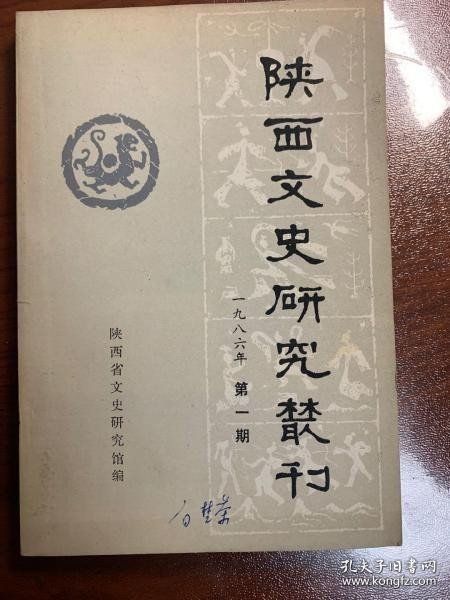 陕西文史研究叢刊
一九八六年 第一期
陕西省文史研究馆编
孔夫子旧书网
www.kongfz.com